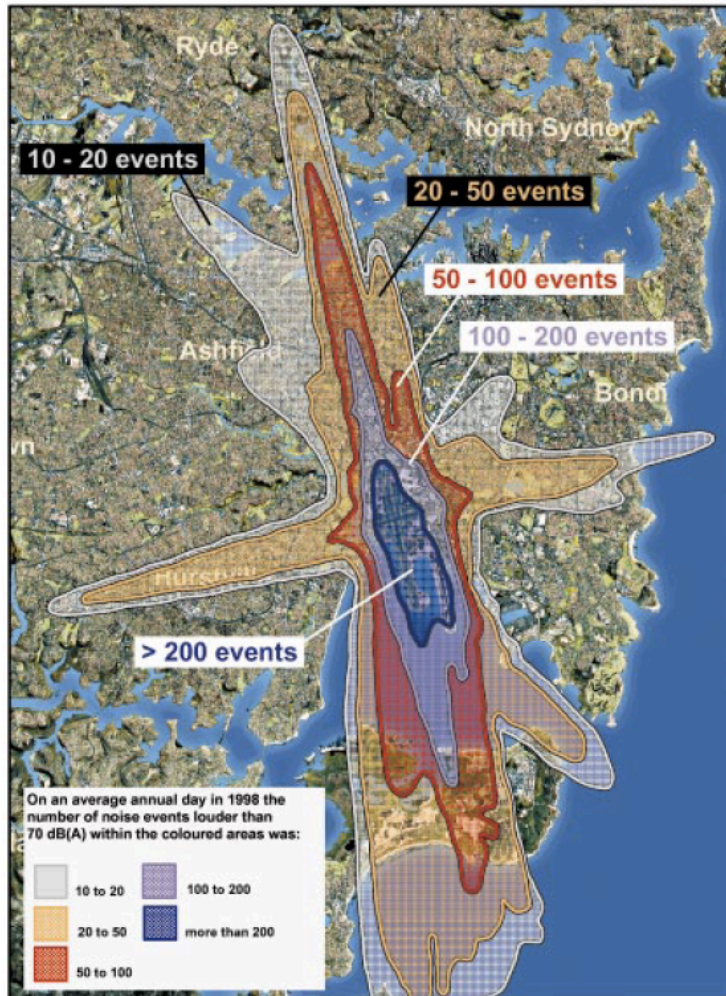 Ryde
North Sydney
10 - 20 events
20 - 50 events
50 - 100 events
100 - 200 events
Ashfield
Bondi
wn
> 200 events
On an average annual day in 1998 the
number of noise events louder than
70 dB(A) within the coloured areas was:
10 to 20
100 to 200
20 to 50
more than 200
50 to 100